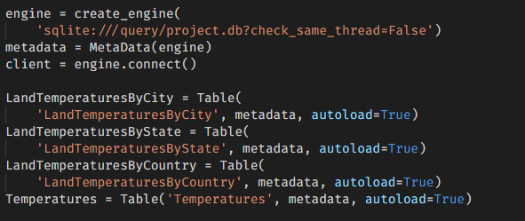 engine = create_engine(
    'sqlite:///query/project.db?check_same_thread=False')
metadata = MetaData(engine)
client = engine.connect()

LandTemperaturesByCity = Table(
    'LandTemperaturesByCity', metadata, autoload=True)
LandTemperaturesByState = Table(
    'LandTemperaturesByState', metadata, autoload=True)
LandTemperaturesByCountry = Table(
    'LandTemperaturesByCountry', metadata, autoload=True)
Temperatures = Table('Temperatures', metadata, autoload=True)